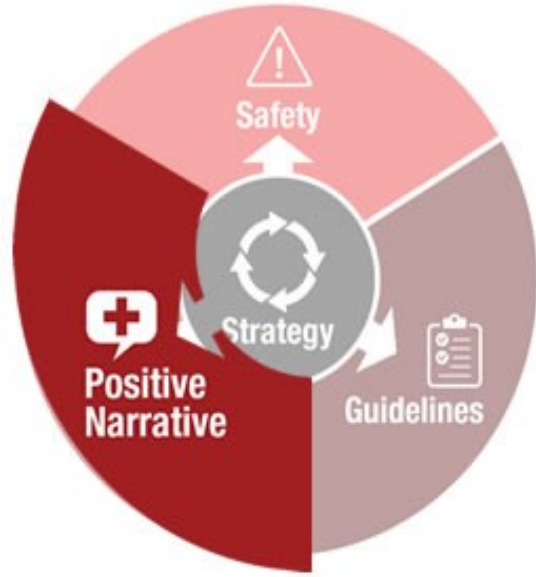 Safety
Strategy
Positive
Narrative
Guidelines